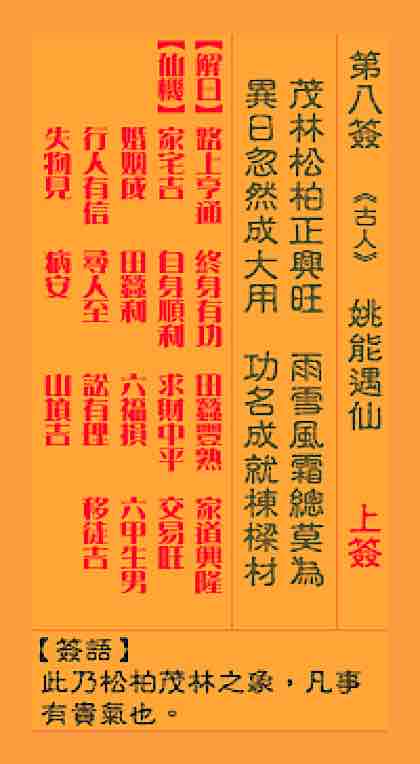 第八簽 《古人》 姚能遇仙 上簽
茂林松柏正興旺 雨雪風霜總莫為
異日忽然成大用 功名成就棟樑材
【解曰】路上亨通 終身有功 田蠶豐熟 家道興隆
【仙機】家宅吉 自身順利 求財中平 交易旺
婚姻成 田蠶利 六福損 六甲生男
行人有信 尋人至 訟有理 移徒吉
失物見 病安 山墳吉
【簽語】
此乃松柏茂林之象，凡事
有貴氣也。